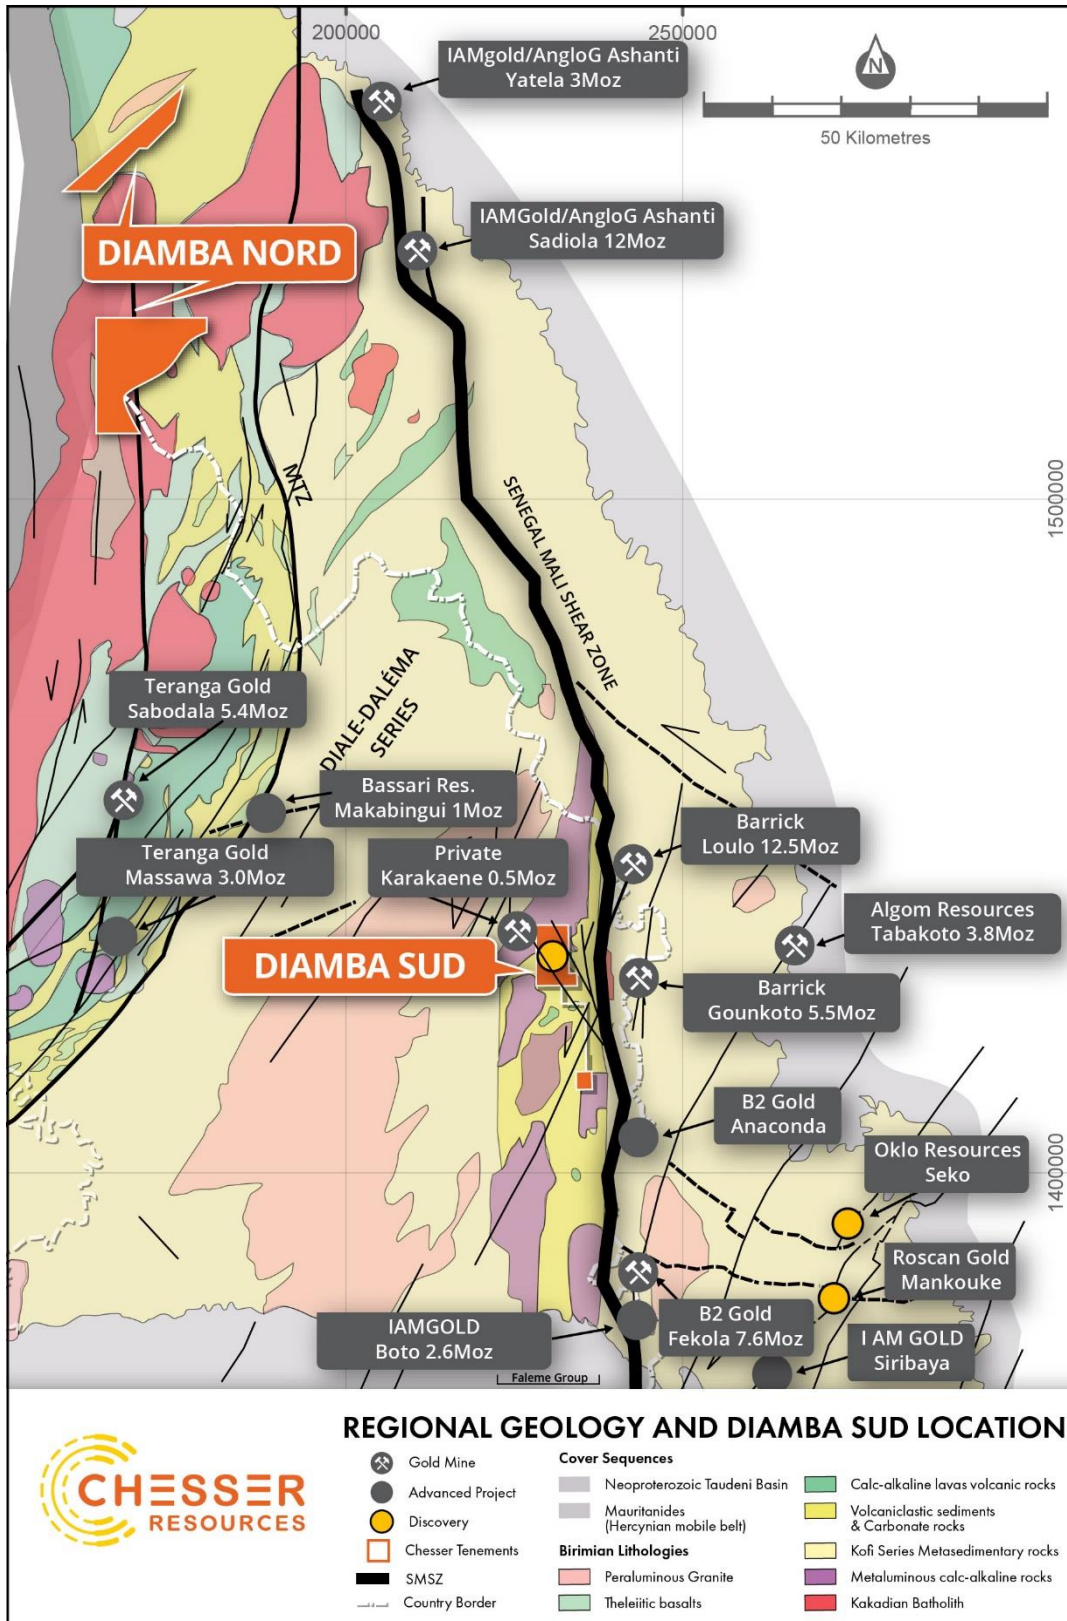 200000
250000
IAMgold/AngloG Ashanti
Yatela 3Moz
N
50 Kilometres
IAMGold/AngloG Ashanti
Sadiola 12Moz
DIAMBA NORD
MTZ
1500000
SENEGAL MALI SHEAR ZONE
DIALE-DALÉMA
SERIES
Teranga Gold
Sabodala 5.4Moz
Bassari Res.
Makabingui 1Moz
Teranga Gold
Massawa 3.0Moz
Private
Karakaene 0.5Moz
Barrick
Loulo 12.5Moz
Algom Resources
Tabakoto 3.8Moz
DIAMBA SUD
Barrick
Gounkoto 5.5Moz
B2 Gold
Anaconda
Oklo Resources
Seko
1400000
Roscan Gold
Mankouke
IAMGOLD
Boto 2.6Moz
B2 Gold
Fekola 7.6Moz
I AM GOLD
Siribaya
Faleme Group
CHESSER
RESOURCES
REGIONAL GEOLOGY AND DIAMBA SUD LOCATION
Gold Mine
Advanced Project
Discovery
Chesser Tenements
SMSZ
Country Border
Cover Sequences
Neoproterozoic Taudeni Basin
Mauritanides
(Hercynian mobile belt)
Birimian Lithologies
Peraluminous Granite
Theleiitic basalts
Calc-alkaline lavas volcanic rocks
Volcaniclastic sediments
& Carbonate rocks
Kofi Series Metasedimentary rocks
Metaluminous calc-alkaline rocks
Kakadian Batholith